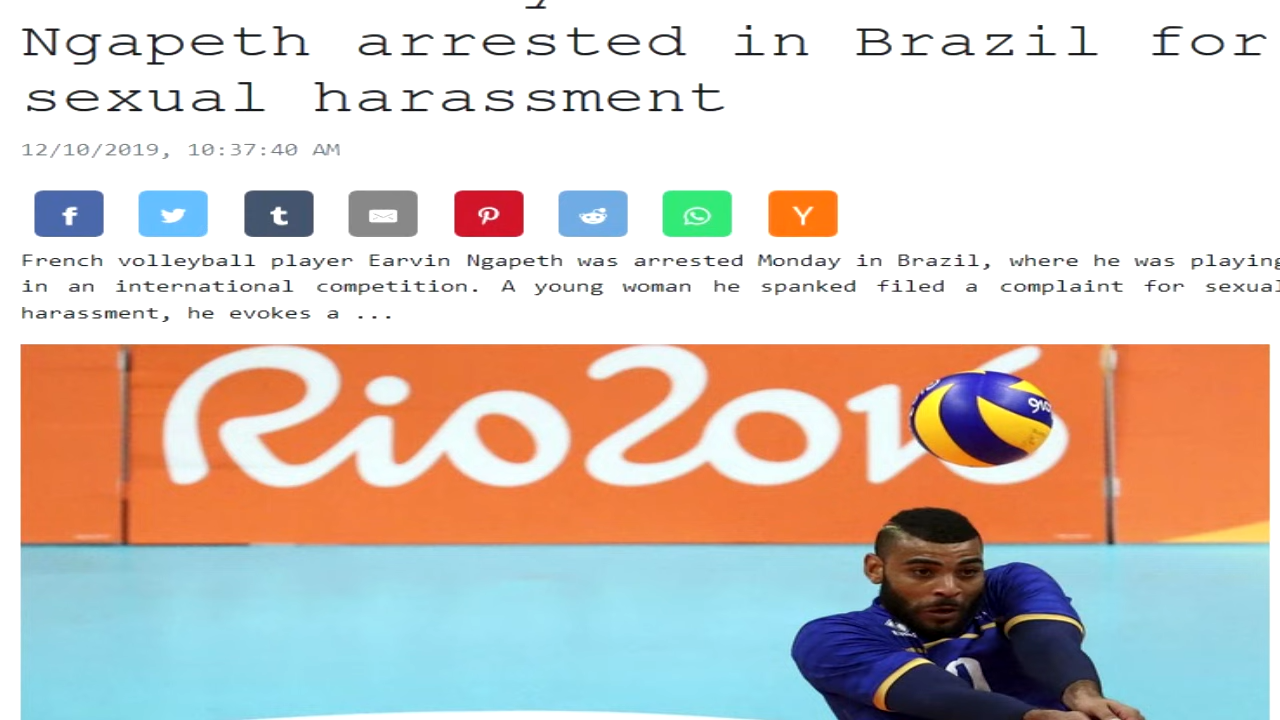 Ngapeth arrested in Brazil for
sexual harassment
12/10/2019, 10:37:40 AM
French volleyball player Earvin Ngapeth was arrested Monday in Brazil, where he was playing
in an international competition. A young woman he spanked filed a complaint for sexual
harassment, he evokes a ...
Rio2016